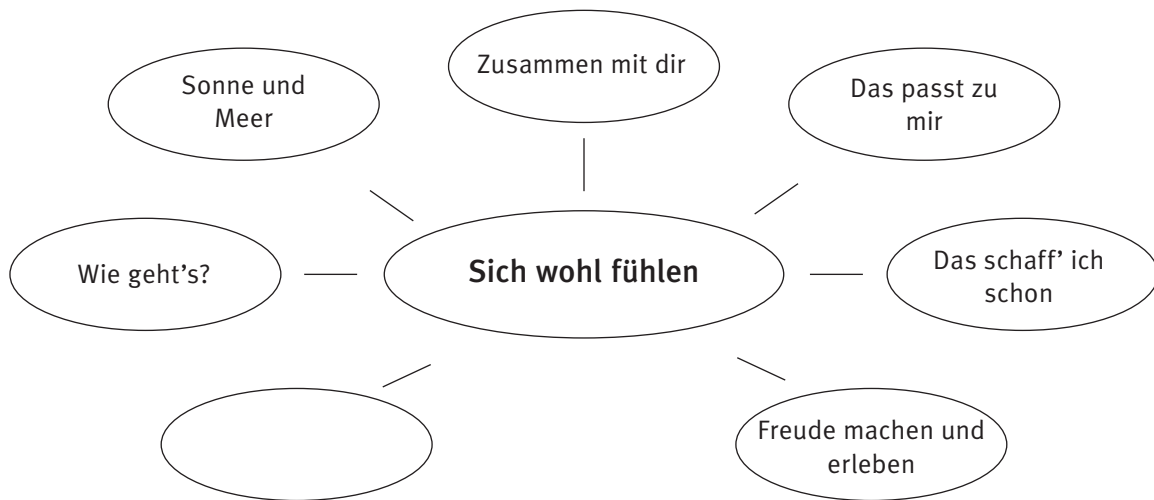 Zusammen mit dir
Sonne und
Meer
Das passt zu
mir
Wie geht's?
Sich wohl fühlen
Das schaff' ich
schon
Freude machen und
erleben